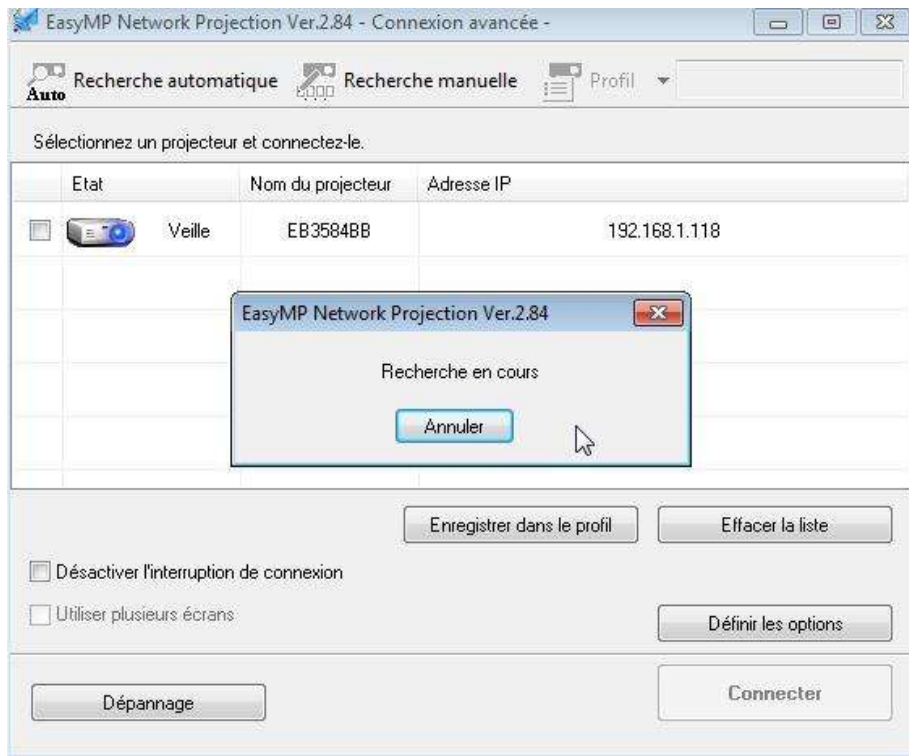 EasyMP Network Projection Ver.2.84 - Connexion avancée -
Auto Recherche automatique Recherche manuelle Profil
Sélectionnez un projecteur et connectez-le.
Etat Nom du projecteur Adresse IP
Veille EB3584BB 192.168.1.118
EasyMP Network Projection Ver.2.84
Recherche en cours
Annuler
Enregistrer dans le profil Effacer la liste
Désactiver l'interruption de connexion
Utiliser plusieurs écrans
Définir les options
Dépannage Connecter